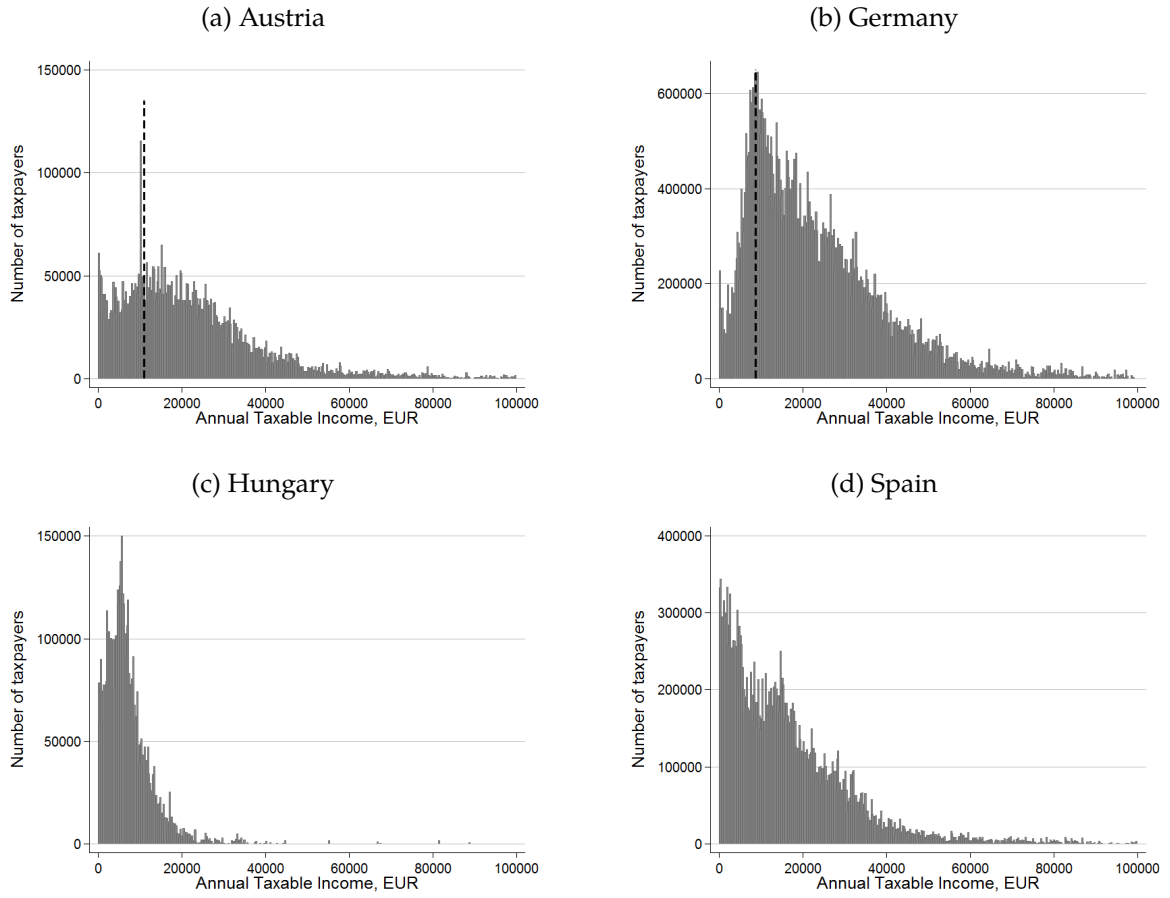 (a) Austria
Number of taxpayers
150000
100000
50000
0
0 20000 40000 60000 80000 100000
Annual Taxable Income, EUR
(b) Germany
Number of taxpayers
600000
400000
200000
0
0 20000 40000 60000 80000 100000
Annual Taxable Income, EUR
(c) Hungary
Number of taxpayers
150000
100000
50000
0
0 20000 40000 60000 80000 100000
Annual Taxable Income, EUR
(d) Spain
Number of taxpayers
400000
300000
200000
100000
0
0 20000 40000 60000 80000 100000
Annual Taxable Income, EUR